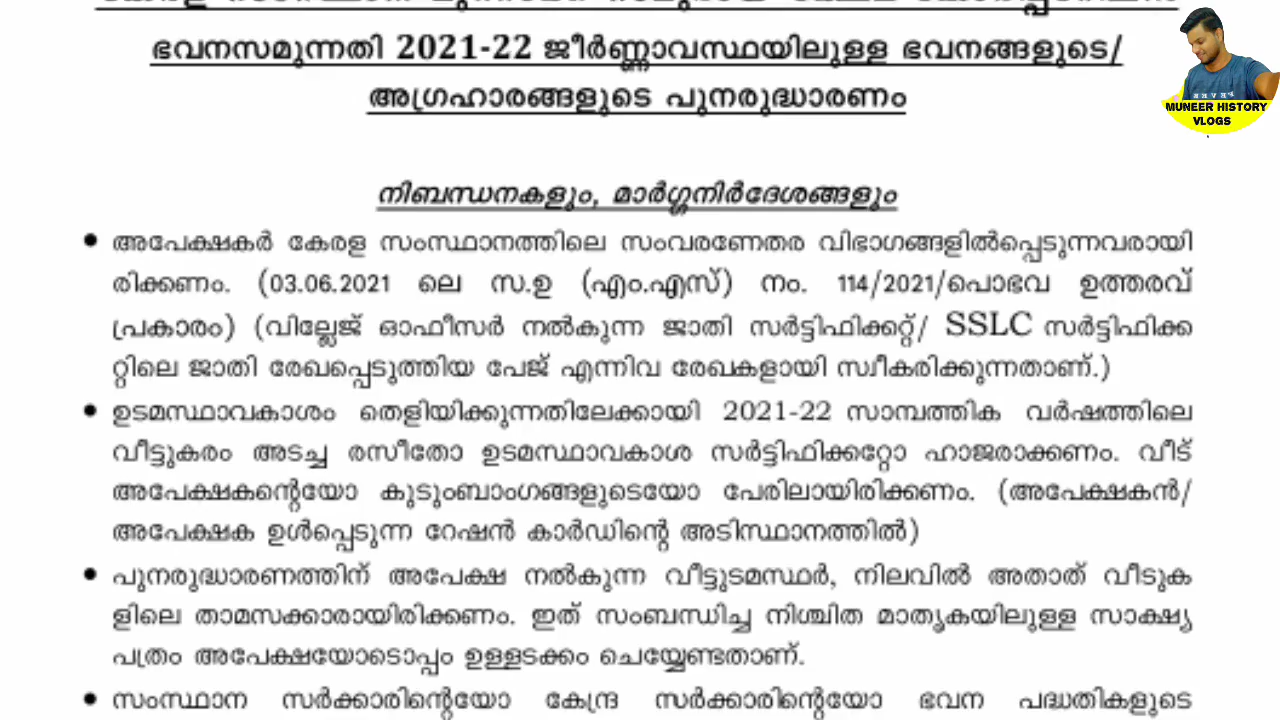 കേരള സംസ്ഥാന മുന്നാക്ക സമുദായ ക്ഷേമ കോർപ്പറേഷൻ
ഭവനസമുന്നതി 2021-22 ജീർണ്ണാവസ്ഥയിലുള്ള ഭവനങ്ങളുടെ/
അഗ്രഹാരങ്ങളുടെ പുനരുദ്ധാരണം
MUNEER HISTORY
VLOGS
നിബന്ധനകളും, മാർഗ്ഗനിർദേശങ്ങളും
• അപേക്ഷകർ കേരള സംസ്ഥാനത്തിലെ സംവരണേതര വിഭാഗങ്ങളിൽപ്പെടുന്നവരായി
രിക്കണം. (03.06.2021 ലെ സ.ഉ (എം.എസ്) നം. 114/2021/പൊഭവ ഉത്തരവ്
പ്രകാരം) (വില്ലേജ് ഓഫീസർ നൽകുന്ന ജാതി സർട്ടിഫിക്കറ്റ്/ SSLC സർട്ടിഫിക്ക
റ്റിലെ ജാതി രേഖപ്പെടുത്തിയ പേജ് എന്നിവ രേഖകളായി സ്വീകരിക്കുന്നതാണ്.)
• ഉടമസ്ഥാവകാശം തെളിയിക്കുന്നതിലേക്കായി 2021-22 സാമ്പത്തിക വർഷത്തിലെ
വീട്ടുകരം അടച്ച രസീതോ ഉടമസ്ഥാവകാശ സർട്ടിഫിക്കറ്റോ ഹാജരാക്കണം. വീട്
അപേക്ഷകന്റെയോ കുടുംബാംഗങ്ങളുടെയോ പേരിലായിരിക്കണം. (അപേക്ഷകൻ/
അപേക്ഷക ഉൾപ്പെടുന്ന റേഷൻ കാർഡിന്റെ അടിസ്ഥാനത്തിൽ)
• പുനരുദ്ധാരണത്തിന് അപേക്ഷ നൽകുന്ന വീട്ടുടമസ്ഥർ, നിലവിൽ അതാത് വീടുക
ളിലെ താമസക്കാരായിരിക്കണം. ഇത് സംബന്ധിച്ച നിശ്ചിത മാതൃകയിലുള്ള സാക്ഷ്യ
പത്രം അപേക്ഷയോടൊപ്പം ഉള്ളടക്കം ചെയ്യേണ്ടതാണ്.
• സംസ്ഥാന സർക്കാരിന്റെയോ കേന്ദ്ര സർക്കാരിന്റെയോ ഭവന പദ്ധതികളുടെ